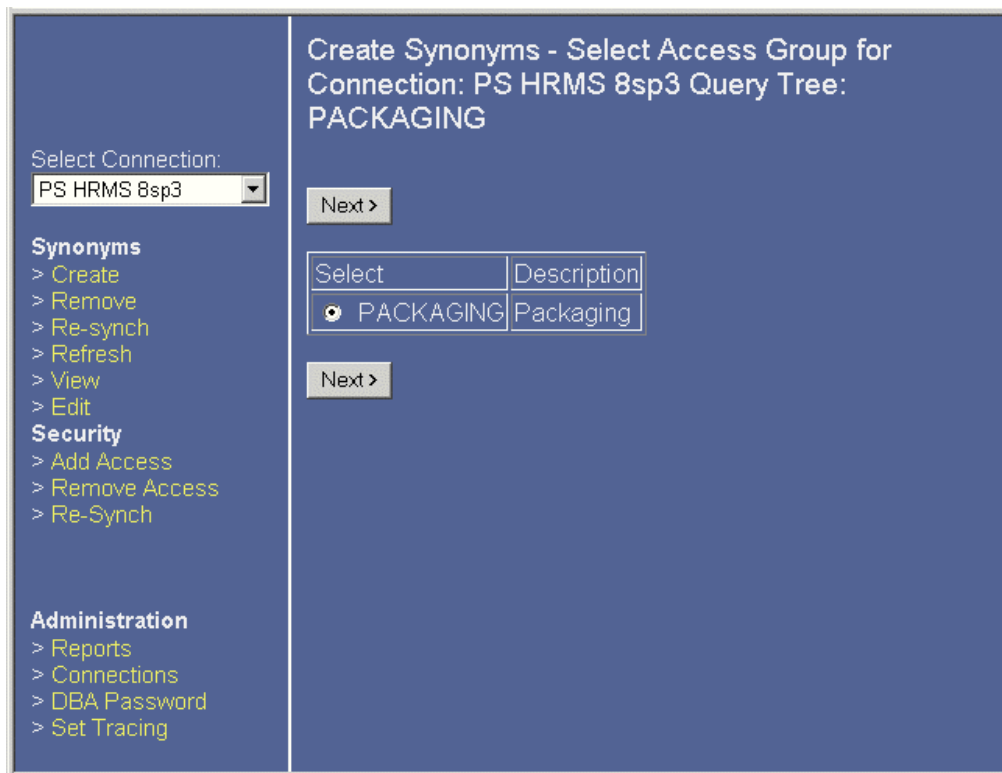 Create Synonyms - Select Access Group for
Connection: PS HRMS 8sp3 Query Tree:
PACKAGING
Select Connection:
PS HRMS 8sp3
Synonyms
> Create
> Remove
> Re-synch
> Refresh
> View
> Edit
Security
> Add Access
> Remove Access
> Re-Synch
Administration
> Reports
> Connections
> DBA Password
> Set Tracing
Next >
Select Description
PACKAGING Packaging
Next >